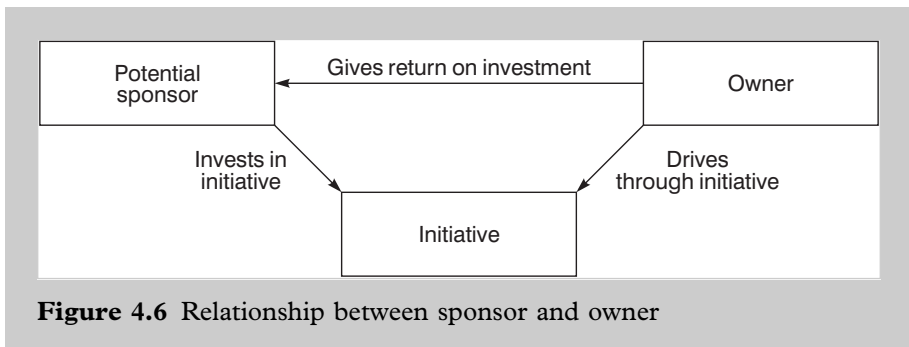 Potential
sponsor
Gives return on investment
Owner
Invests in
initiative
Drives
through initiative
Initiative
Figure 4.6 Relationship between sponsor and owner